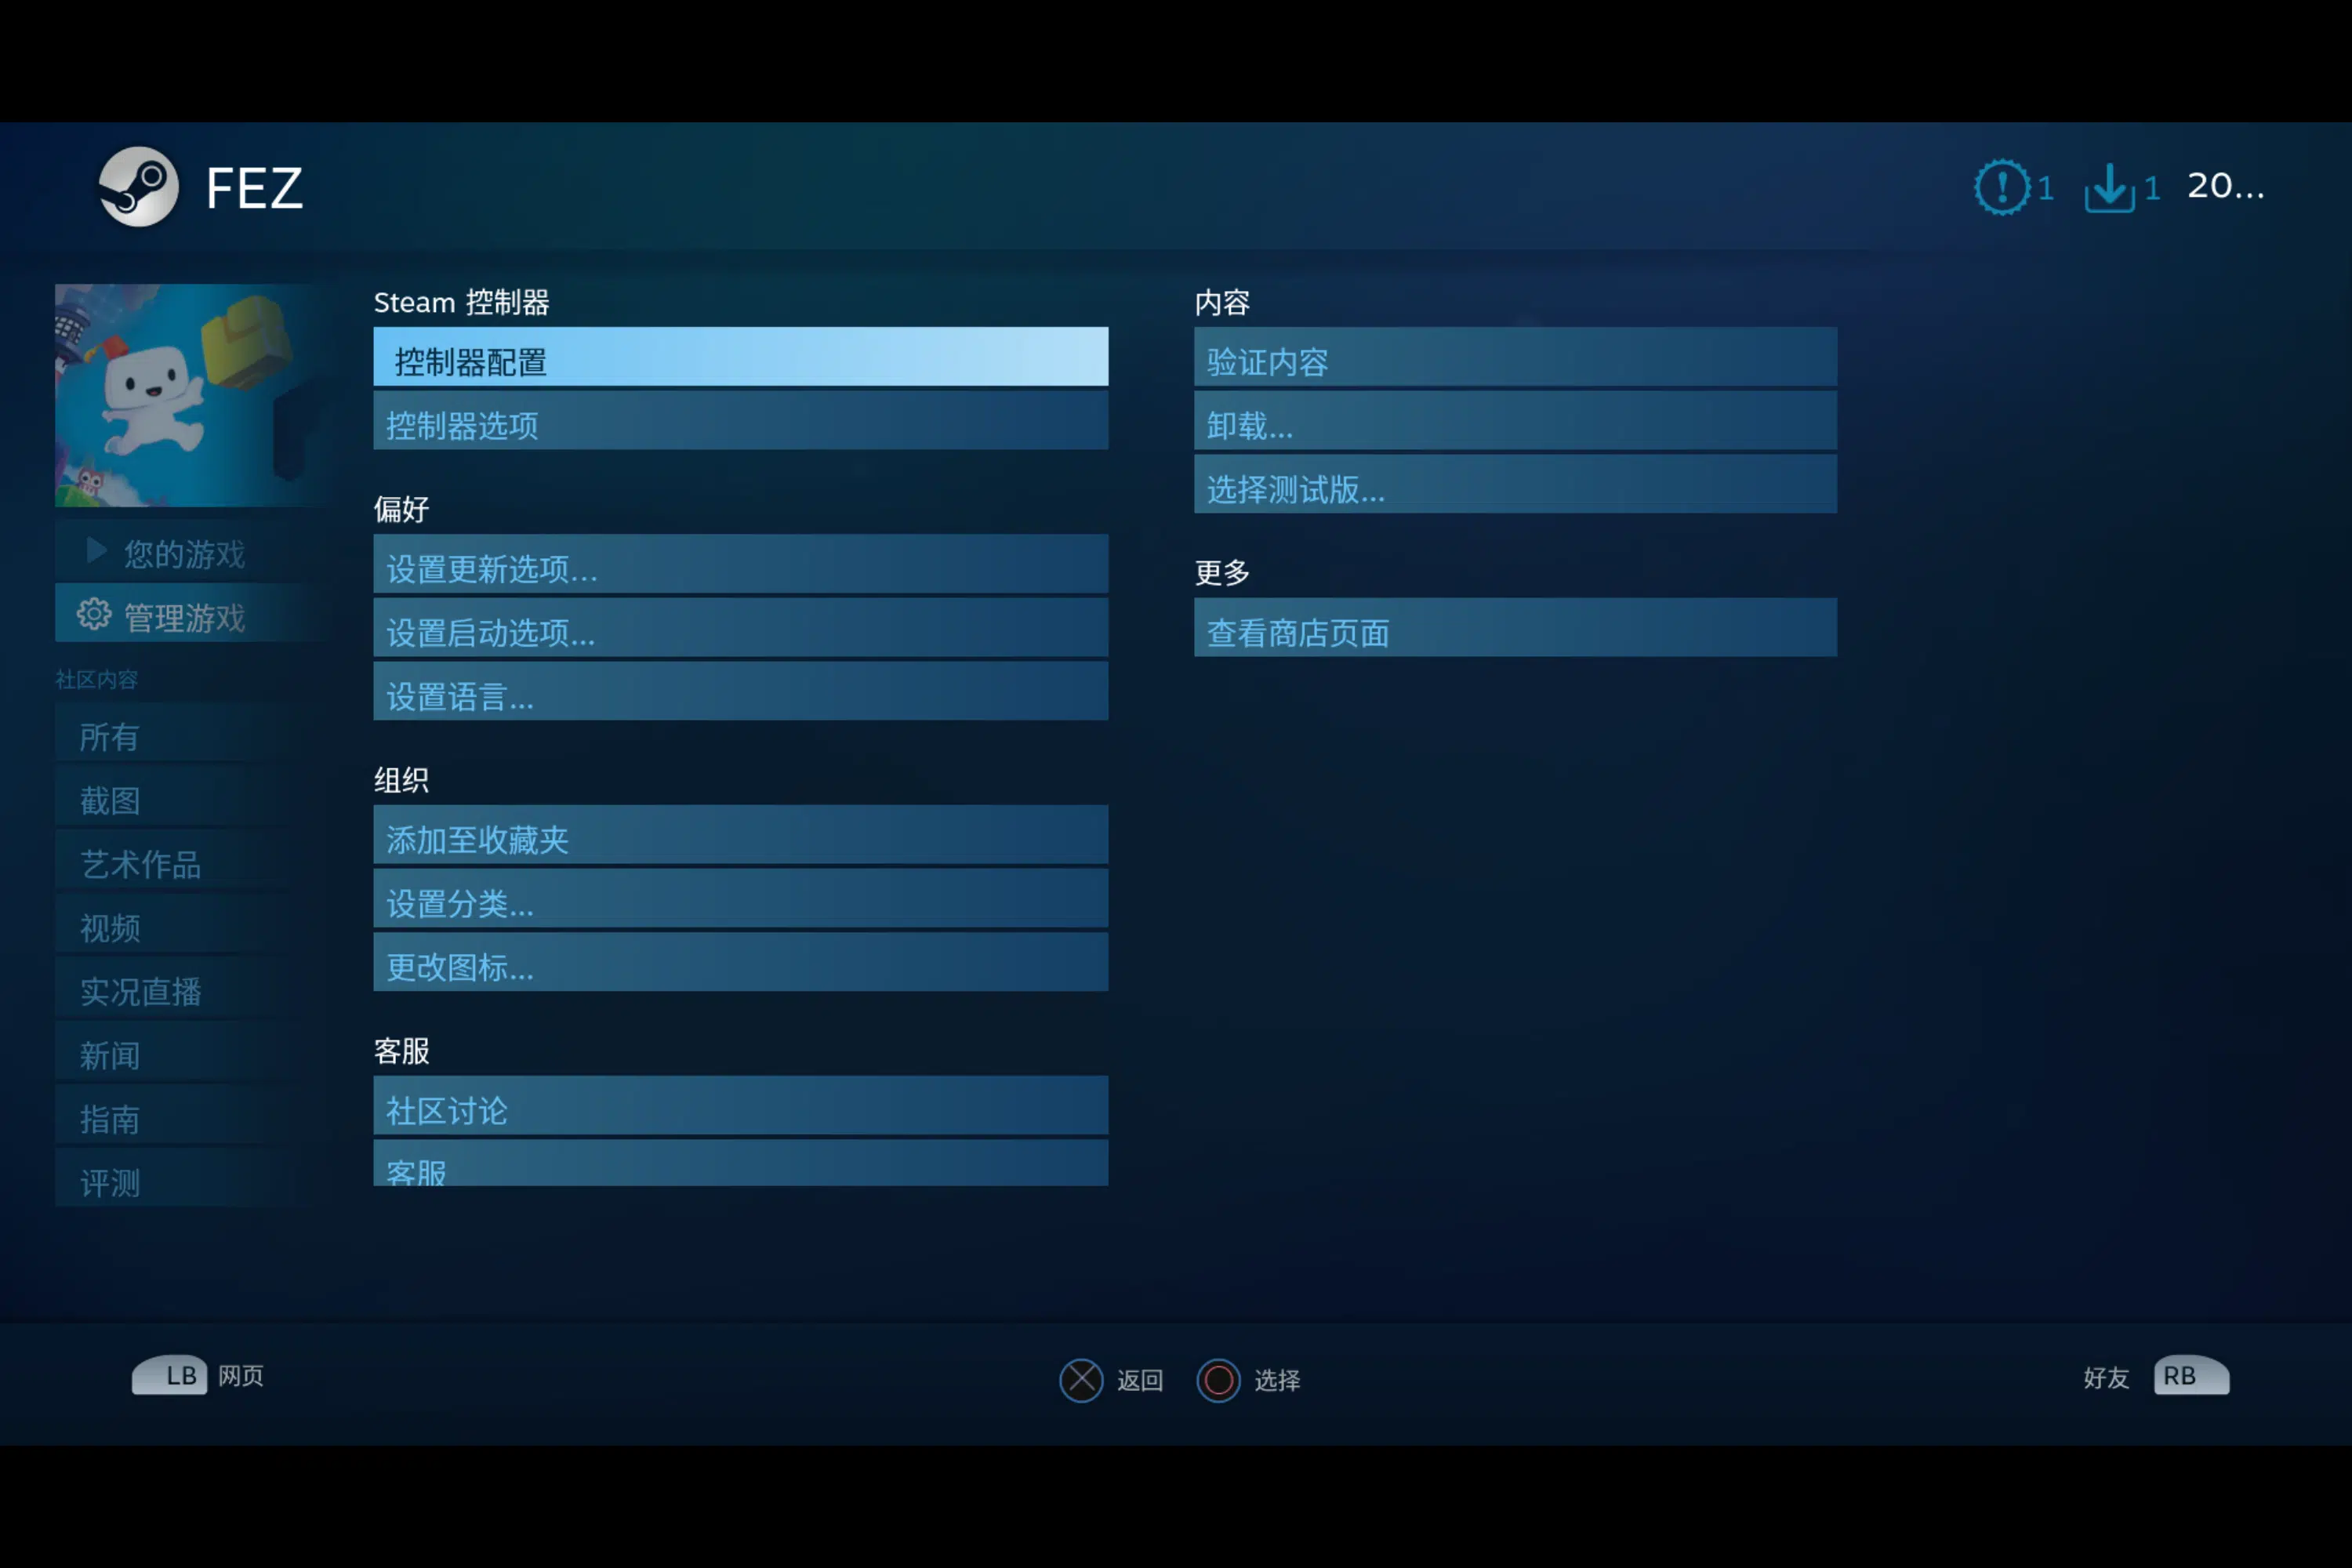 FEZ
1
1
20...
Steam 控制器
控制器配置
控制器选项
偏好
设置更新选项...
设置启动选项...
设置语言...
组织
添加至收藏夹
设置分类...
更改图标...
客服
社区讨论
客服
内容
验证内容
卸载...
选择测试版...
更多
查看商店页面
您的游戏
管理游戏
社区内容
所有
截图
艺术作品
视频
实况直播
新闻
指南
评测
LB 网页
返回
选择
好友 RB